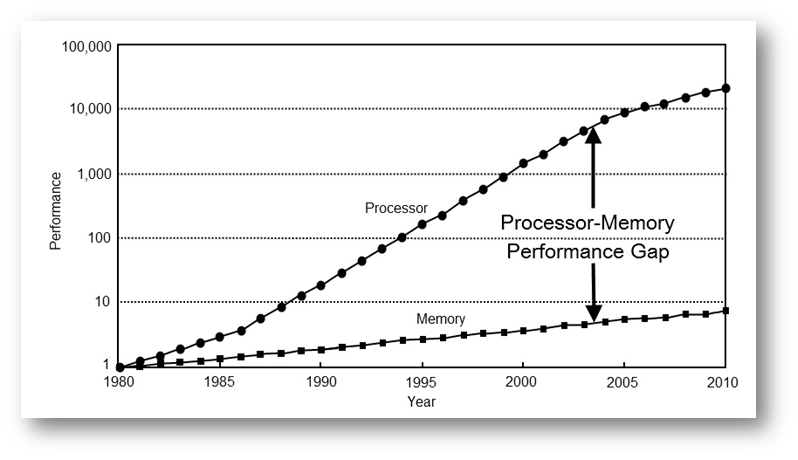 100,000
10,000
1,000
100
10
1
Performance
Processor
Processor-Memory
Performance Gap
Memory
1980 1985 1990 1995 2000 2005 2010
Year